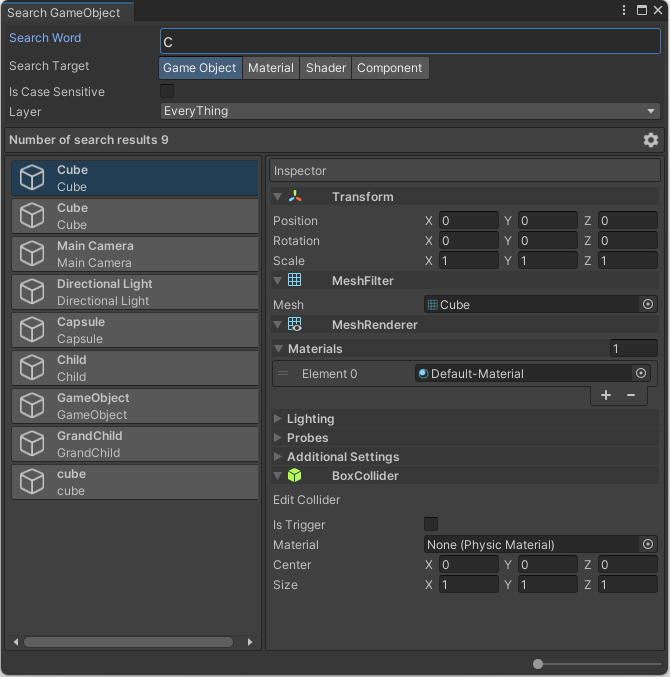 Search GameObject
Search Word C
Search Target Game Object Material Shader Component
Is Case Sensitive
Layer EveryThing
Number of search results 9
Cube
Cube
Cube
Cube
Main Camera
Main Camera
Directional Light
Directional Light
Capsule
Capsule
Child
Child
GameObject
GameObject
GrandChild
GrandChild
cube
cube
Inspector
Transform
Position X 0 Y 0 Z 0
Rotation X 0 Y 0 Z 0
Scale X 1 Y 1 Z 1
MeshFilter
Mesh Cube
MeshRenderer
Materials 1
Element 0 Default-Material
+ −
Lighting
Probes
Additional Settings
BoxCollider
Edit Collider
Is Trigger
Material None (Physic Material)
Center X 0 Y 0 Z 0
Size X 1 Y 1 Z 1